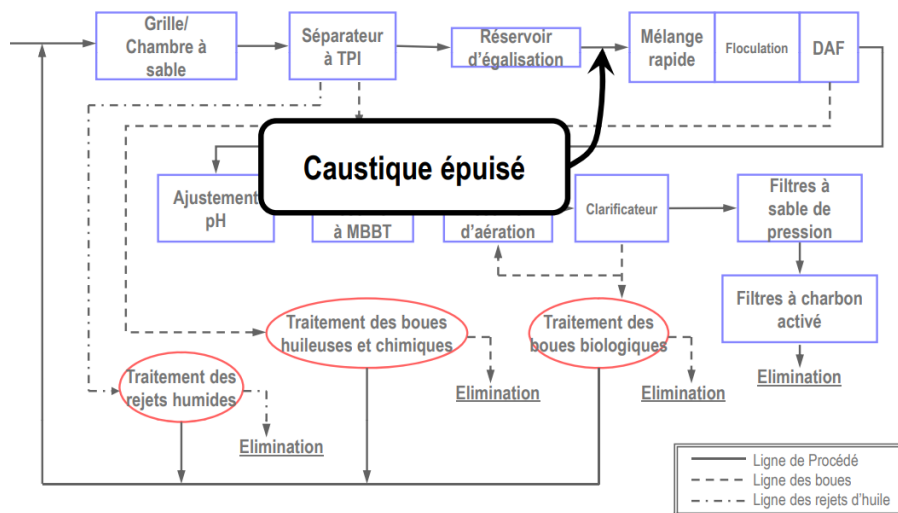 Grille/
Chambre à
sable
Séparateur
à TPI
Réservoir
d'égalisation
Mélange
rapide
Floculation
DAF
Caustique épuisé
Ajustement
pH
à MBBT
d'aération
Clarificateur
Filtres à
sable de
pression
Filtres à charbon
activé
Elimination
Traitement des boues
huileuses et chimiques
Elimination
Traitement des
boues biologiques
Elimination
Traitement des
rejets humides
Elimination
Ligne de Procédé
Ligne des boues
Ligne des rejets d'huile